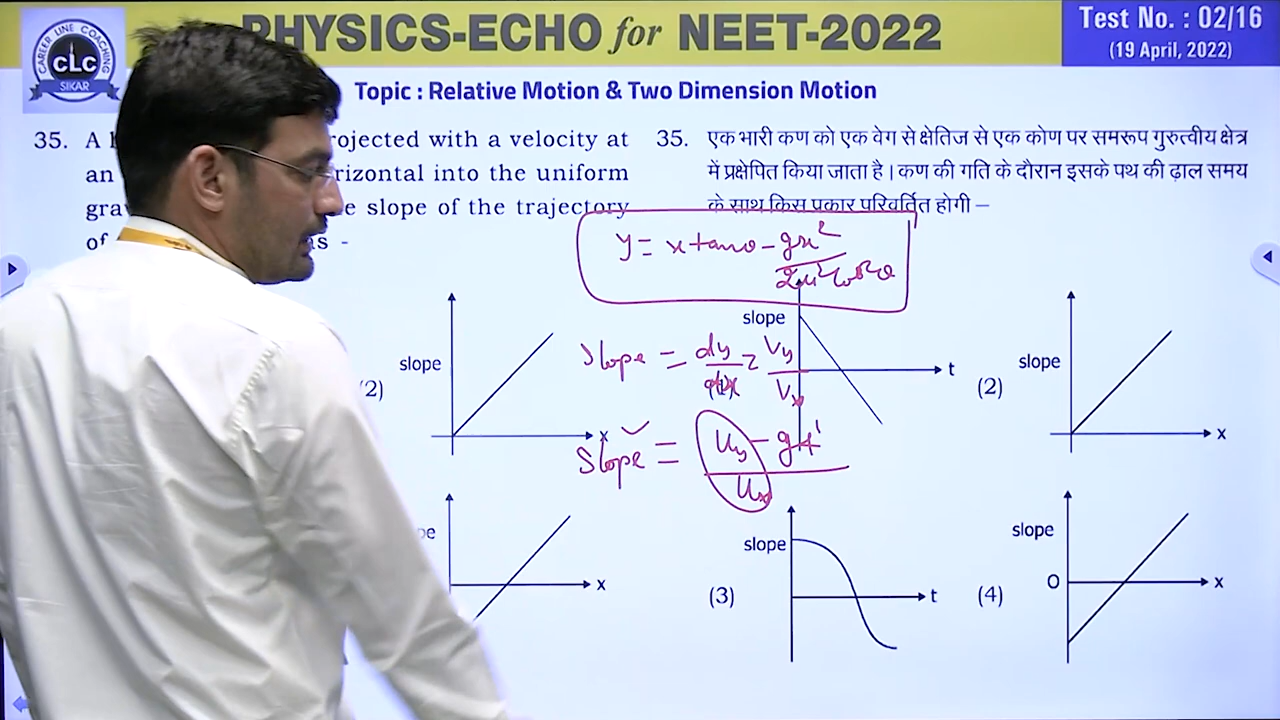 PHYSICS-ECHO for NEET-2022
Test No. : 02/16
(19 April, 2022)
CAREER LINE COACHING
CLC
SIKAR
Topic : Relative Motion & Two Dimension Motion
35. A rojected with a velocity at
an rizontal into the uniform
gra e slope of the trajectory
of as -
35. एक भारी कण को एक वेग से क्षेतिज से एक कोण पर समरूप गुरुत्वीय क्षेत्र
में प्रक्षेपित किया जाता है। कण की गति के दौरान इसके पथ की ढ़ाल समय
के साथ किस प्रकार परिवर्तित होगी –
y = x tanθ - gx²
2u²cos²θ
slope
t
Slope = dy/dx = Vy/Vx
Slope = Uy - gt
Ux
(2)
slope
x
(2)
slope
x
pe
x
(3)
slope
t
(4)
slope
O
x